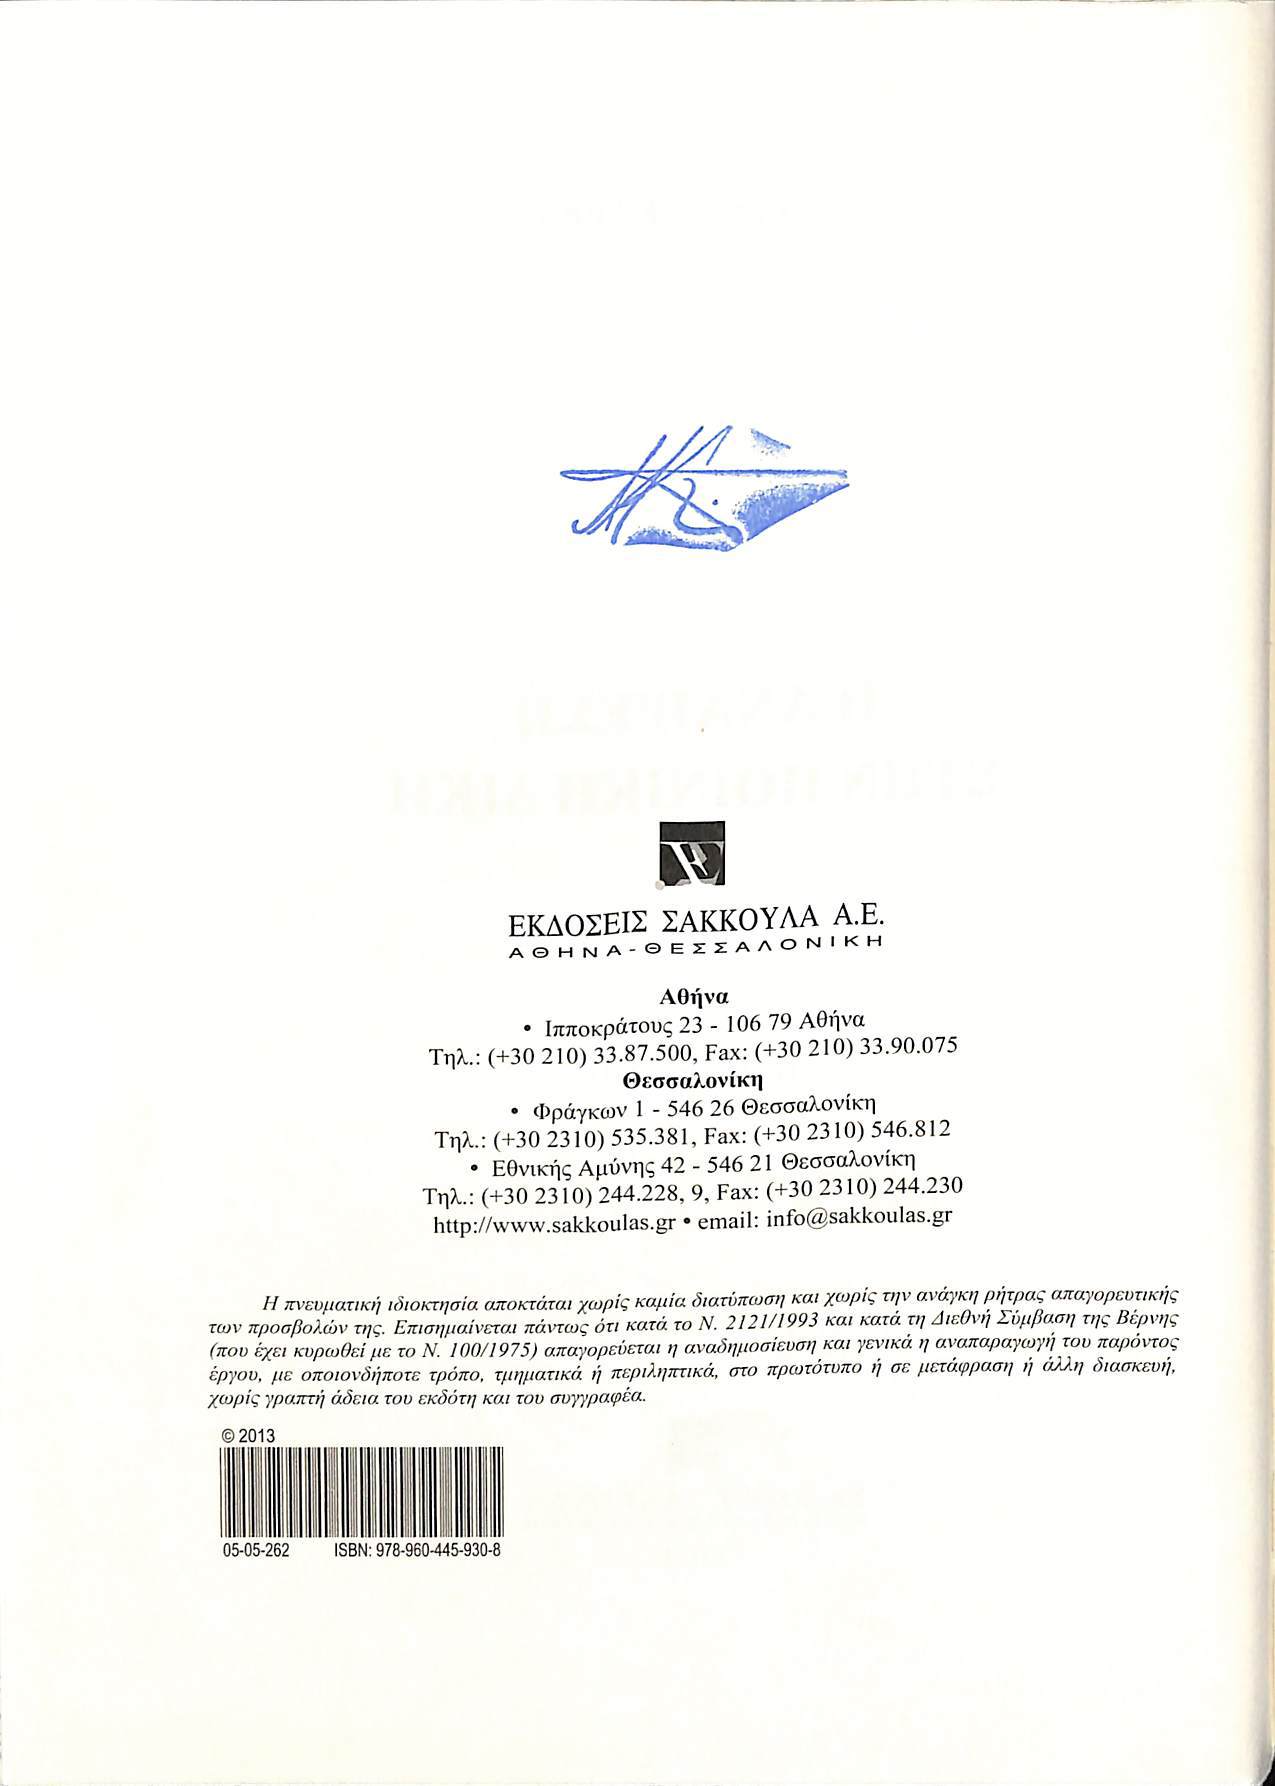 ΕΚΔΟΣΕΙΣ ΣΑΚΚΟΥΛΑ Α.Ε.
ΑΘΗΝΑ-ΘΕΣΣΑΛΟΝΙΚΗ
Αθήνα
• Ιπποκράτους 23 - 106 79 Αθήνα
Τηλ.: (+30 210) 33.87.500, Fax: (+30 210) 33.90.075
Θεσσαλονίκη
• Φράγκων 1 - 546 26 Θεσσαλονίκη
Τηλ.: (+30 2310) 535.381, Fax: (+30 2310) 546.812
• Εθνικής Αμύνης 42 - 546 21 Θεσσαλονίκη
Τηλ.: (+30 2310) 244.228, 9, Fax: (+30 2310) 244.230
http://www.sakkoulas.gr • email: info@sakkoulas.gr
Η πνευματική ιδιοκτησία αποκτάται χωρίς καμία διατύπωση και χωρίς την ανάγκη ρήτρας απαγορευτικής
των προσβολών της. Επισημαίνεται πάντως ότι κατά το Ν. 2121/1993 και κατά τη Διεθνή Σύμβαση της Βέρνης
(που έχει κυρωθεί με το Ν. 100/1975) απαγορεύεται η αναδημοσίευση και γενικά η αναπαραγωγή του παρόντος
έργου, με οποιονδήποτε τρόπο, τμηματικά ή περιληπτικά, στο πρωτότυπο ή σε μετάφραση ή άλλη διασκευή,
χωρίς γραπτή άδεια του εκδότη και του συγγραφέα.
© 2013
05-05-262 ISBN: 978-960-445-930-8